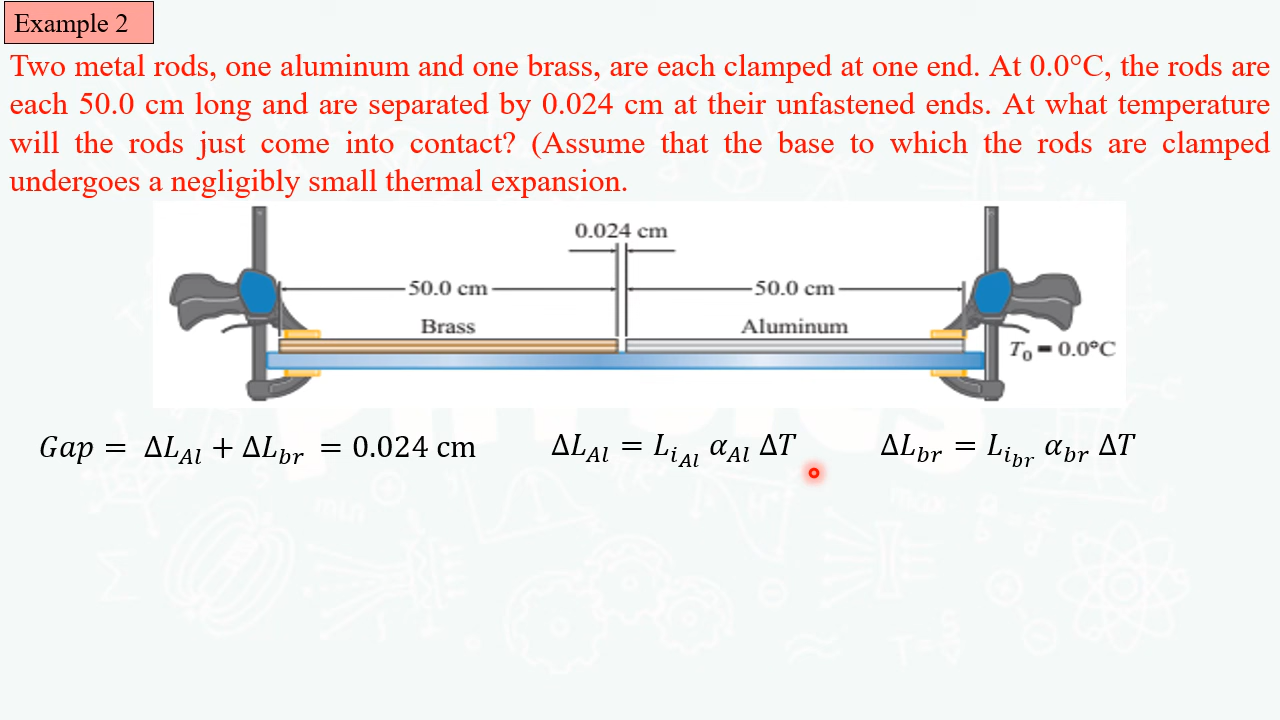 Example 2
Two metal rods, one aluminum and one brass, are each clamped at one end. At 0.0°C, the rods are
each 50.0 cm long and are separated by 0.024 cm at their unfastened ends. At what temperature
will the rods just come into contact? (Assume that the base to which the rods are clamped
undergoes a negligibly small thermal expansion.
0.024 cm
50.0 cm 50.0 cm
Brass Aluminum
T₀ = 0.0°C
Gap = ΔL_Al + ΔL_br = 0.024 cm ΔL_Al = L_{i_Al} α_Al ΔT ΔL_br = L_{i_br} α_br ΔT